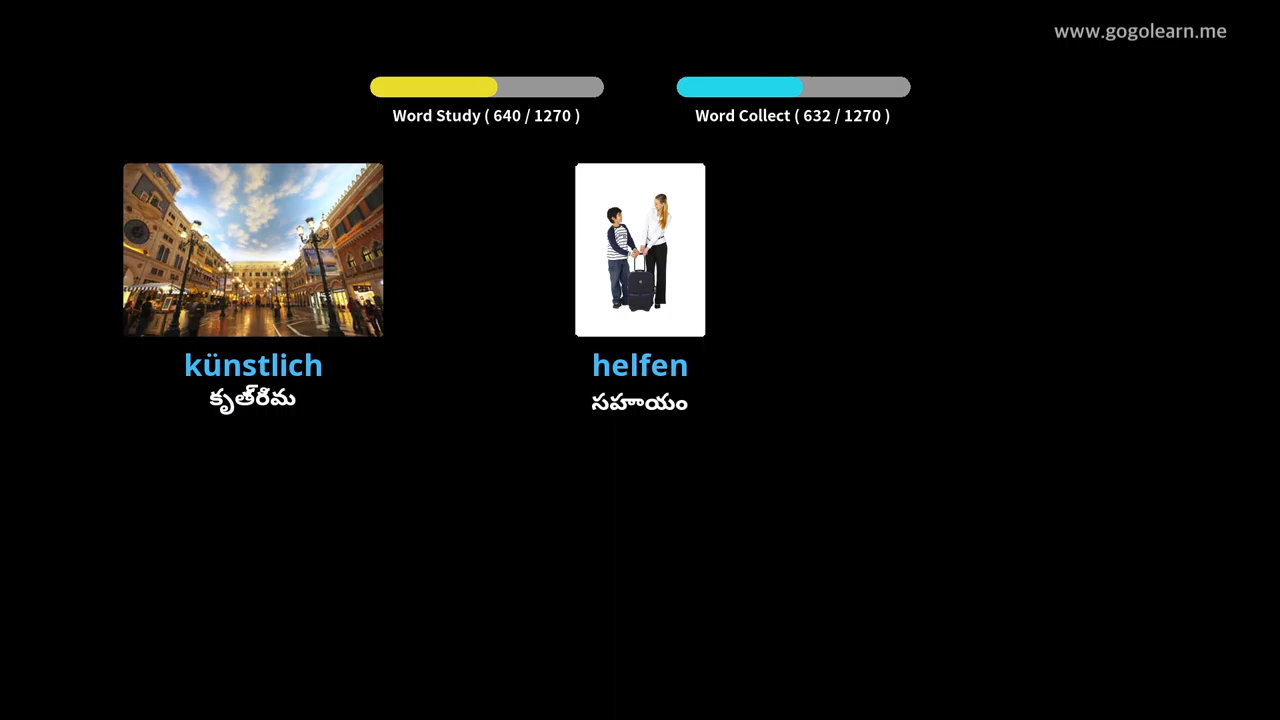 www.gogolearn.me
Word Study ( 640 / 1270 )
Word Collect ( 632 / 1270 )
künstlich
కృత్రిమ
helfen
సహాయం